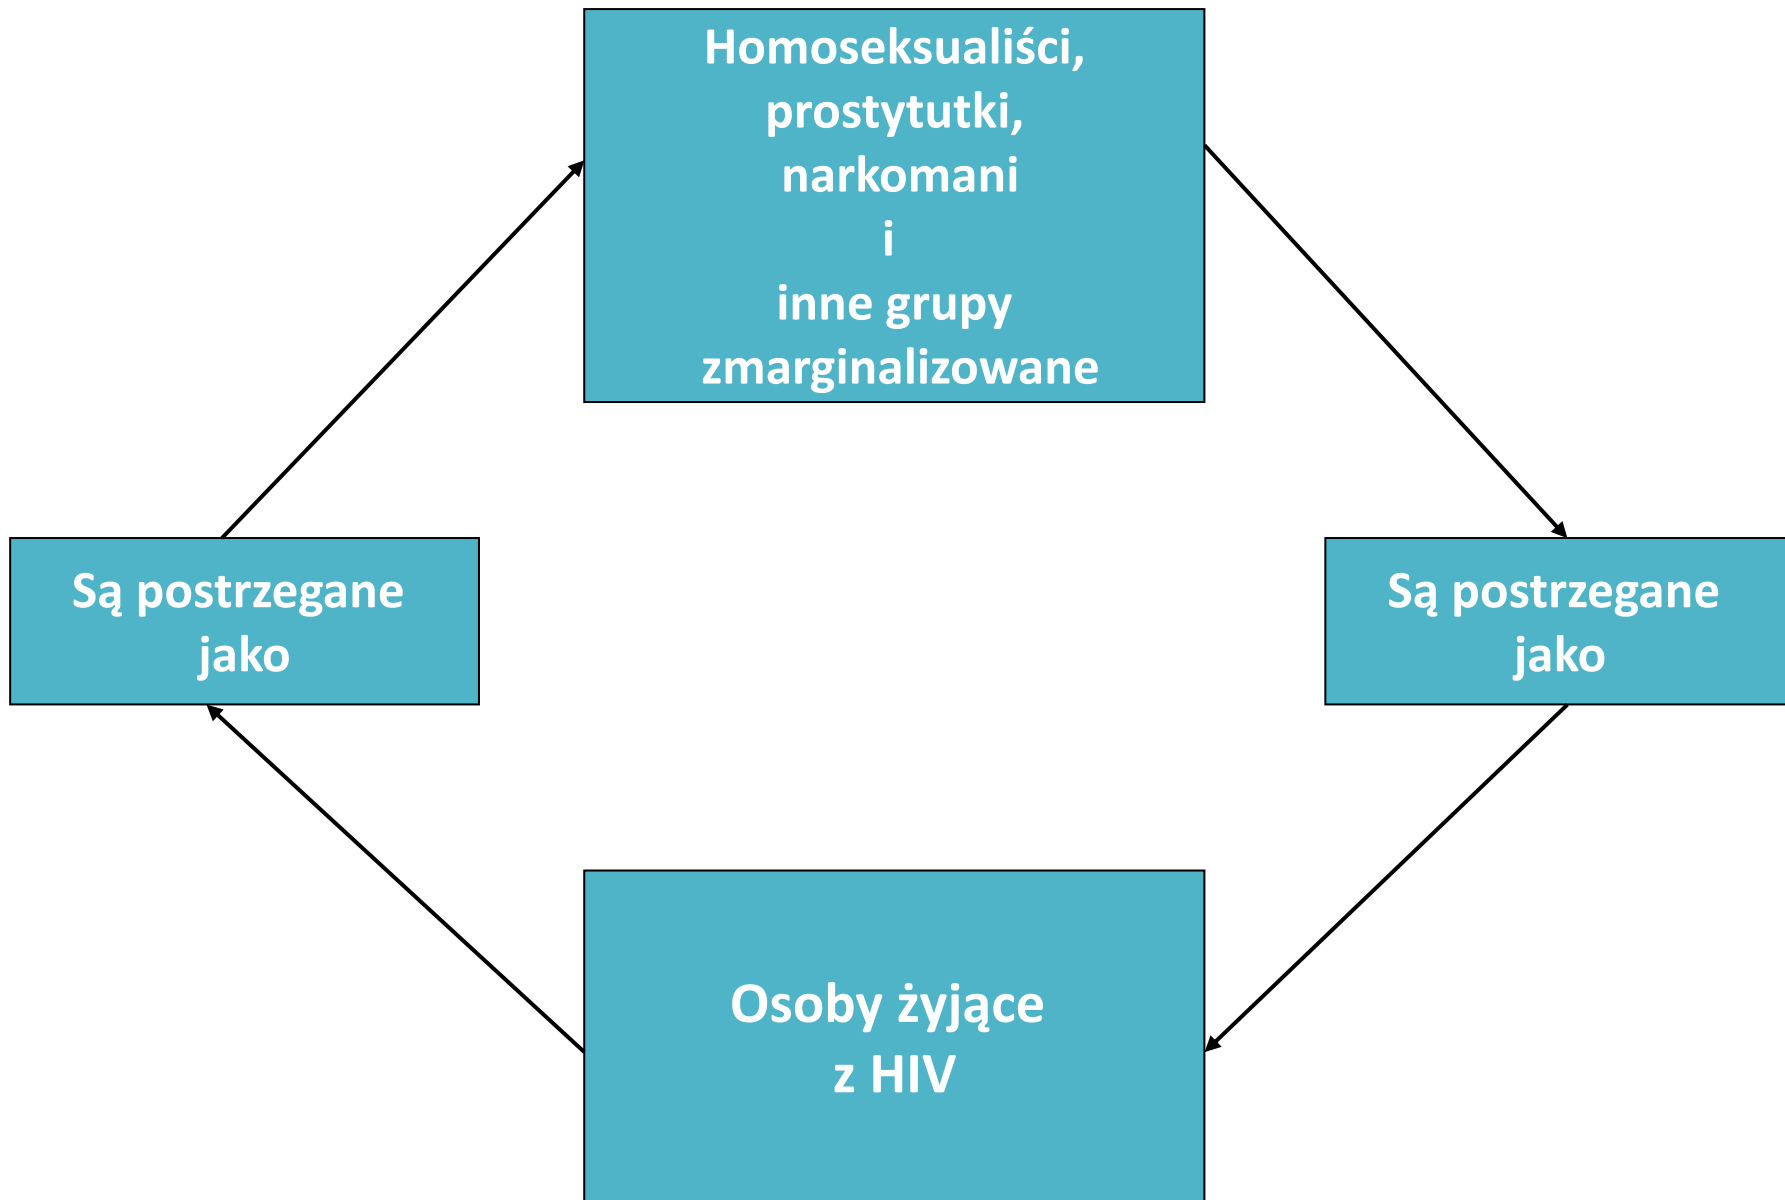 Homoseksualiści,
prostytutki,
narkomani
i
inne grupy
zmarginalizowane
Są postrzegane
jako
Są postrzegane
jako
Osoby żyjące
z HIV